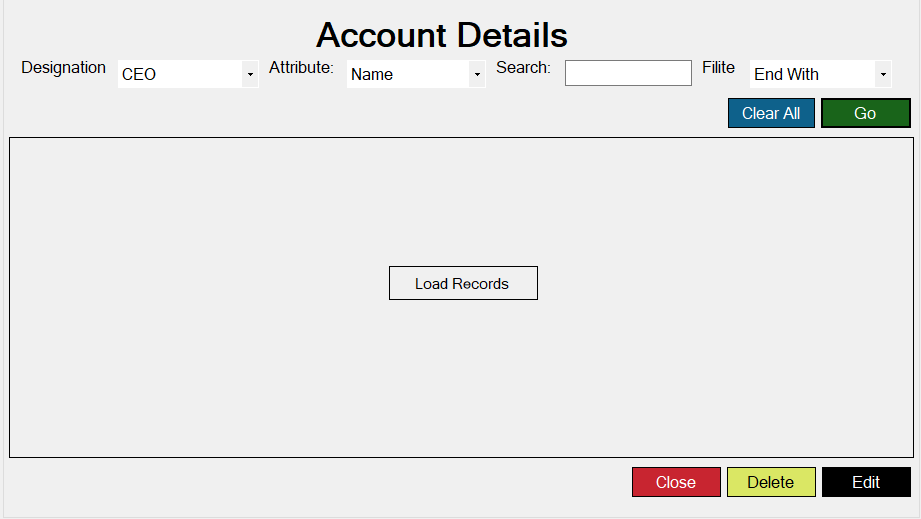 Account Details
Designation CEO Attribute: Name Search: Filite End With
Clear All Go
Load Records
Close Delete Edit